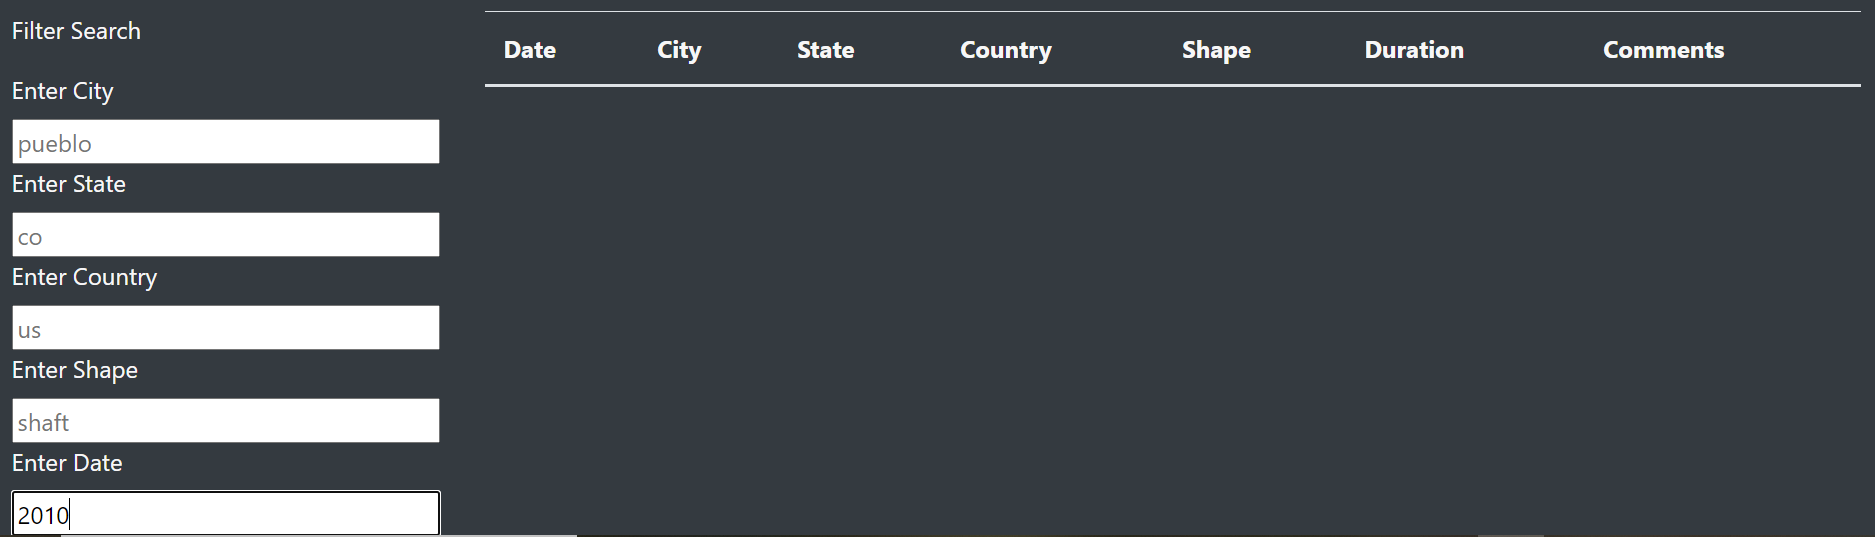 Filter Search
Enter City
pueblo
Enter State
co
Enter Country
us
Enter Shape
shaft
Enter Date
2010
Date City State Country Shape Duration Comments